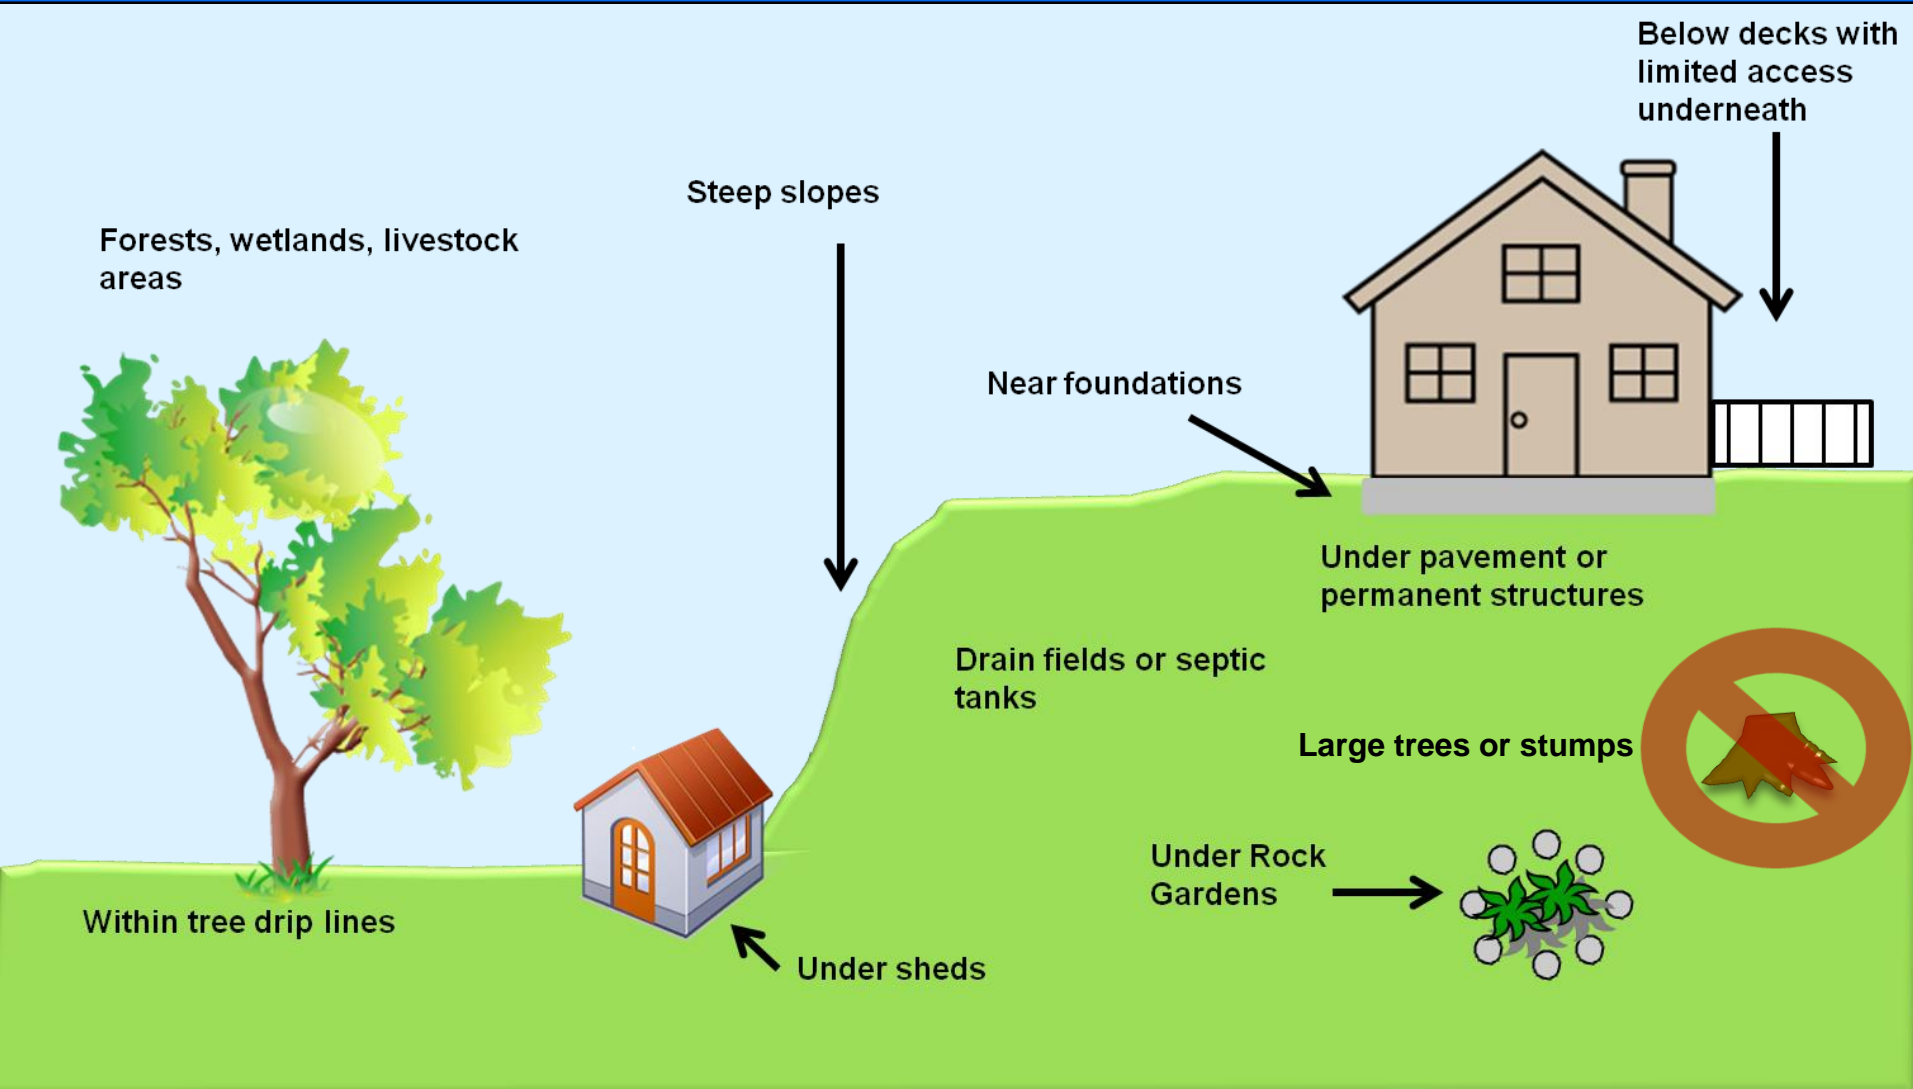 Below decks with
limited access
underneath
Steep slopes
Forests, wetlands, livestock
areas
Near foundations
Under pavement or
permanent structures
Drain fields or septic
tanks
Large trees or stumps
Under Rock
Gardens
Within tree drip lines
Under sheds